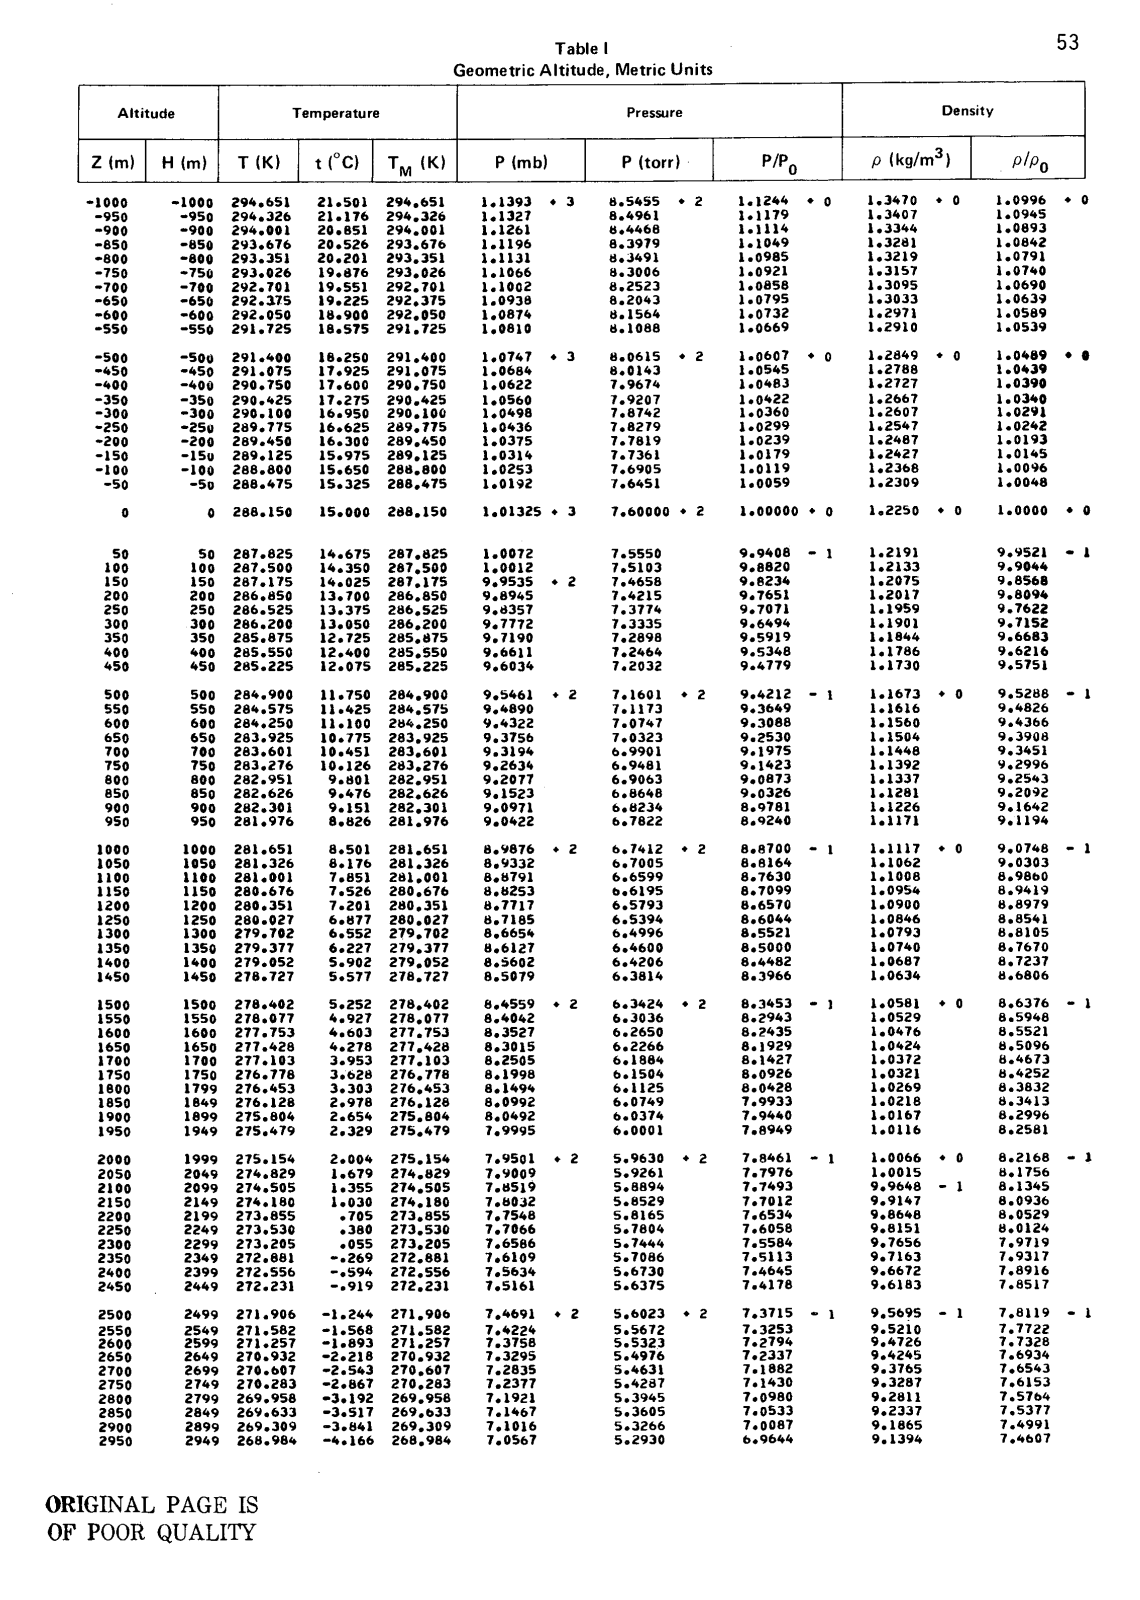 53
Table I
Geometric Altitude, Metric Units
Altitude Temperature Pressure Density
Z (m) H (m) T (K) t (°C) T_M (K) P (mb) P (torr) P/P₀ ρ (kg/m³) ρ/ρ₀
-1000 -1000 294.651 21.501 294.651 1.1393 + 3 8.5455 + 2 1.1244 + 0 1.3470 + 0 1.0996 + 0
-950 -950 294.326 21.176 294.326 1.1327 8.4961 1.1179 1.3407 1.0945
-900 -900 294.001 20.851 294.001 1.1261 8.4468 1.1114 1.3344 1.0893
-850 -850 293.676 20.526 293.676 1.1196 8.3979 1.1049 1.3281 1.0842
-800 -800 293.351 20.201 293.351 1.1131 8.3491 1.0985 1.3219 1.0791
-750 -750 293.026 19.876 293.026 1.1066 8.3006 1.0921 1.3157 1.0740
-700 -700 292.701 19.551 292.701 1.1002 8.2523 1.0858 1.3095 1.0690
-650 -650 292.375 19.225 292.375 1.0938 8.2043 1.0795 1.3033 1.0639
-600 -600 292.050 18.900 292.050 1.0874 8.1564 1.0732 1.2971 1.0589
-550 -550 291.725 18.575 291.725 1.0810 8.1088 1.0669 1.2910 1.0539
-500 -500 291.400 18.250 291.400 1.0747 + 3 8.0615 + 2 1.0607 + 0 1.2849 + 0 1.0489 + 0
-450 -450 291.075 17.925 291.075 1.0684 8.0143 1.0545 1.2788 1.0439
-400 -400 290.750 17.600 290.750 1.0622 7.9674 1.0483 1.2727 1.0390
-350 -350 290.425 17.275 290.425 1.0560 7.9207 1.0422 1.2667 1.0340
-300 -300 290.100 16.950 290.100 1.0498 7.8742 1.0360 1.2607 1.0291
-250 -250 289.775 16.625 289.775 1.0436 7.8279 1.0299 1.2547 1.0242
-200 -200 289.450 16.300 289.450 1.0375 7.7819 1.0239 1.2487 1.0193
-150 -150 289.125 15.975 289.125 1.0314 7.7361 1.0179 1.2427 1.0145
-100 -100 288.800 15.650 288.800 1.0253 7.6905 1.0119 1.2368 1.0096
-50 -50 288.475 15.325 288.475 1.0192 7.6451 1.0059 1.2309 1.0048
0 0 288.150 15.000 288.150 1.01325 + 3 7.60000 + 2 1.00000 + 0 1.2250 + 0 1.0000 + 0
50 50 287.825 14.675 287.825 1.0072 7.5550 9.9408 - 1 1.2191 9.9521 - 1
100 100 287.500 14.350 287.500 1.0012 7.5103 9.8820 1.2133 9.9044
150 150 287.175 14.025 287.175 9.9535 + 2 7.4658 9.8234 1.2075 9.8568
200 200 286.850 13.700 286.850 9.8945 7.4215 9.7651 1.2017 9.8094
250 250 286.525 13.375 286.525 9.8357 7.3774 9.7071 1.1959 9.7622
300 300 286.200 13.050 286.200 9.7772 7.3335 9.6494 1.1901 9.7152
350 350 285.875 12.725 285.875 9.7190 7.2898 9.5919 1.1844 9.6683
400 400 285.550 12.400 285.550 9.6611 7.2464 9.5348 1.1786 9.6216
450 450 285.225 12.075 285.225 9.6034 7.2032 9.4779 1.1730 9.5751
500 500 284.900 11.750 284.900 9.5461 + 2 7.1601 + 2 9.4212 - 1 1.1673 + 0 9.5288 - 1
550 550 284.575 11.425 284.575 9.4890 7.1173 9.3649 1.1616 9.4826
600 600 284.250 11.100 284.250 9.4322 7.0747 9.3088 1.1560 9.4366
650 650 283.925 10.775 283.925 9.3756 7.0323 9.2530 1.1504 9.3908
700 700 283.601 10.451 283.601 9.3194 6.9901 9.1975 1.1448 9.3451
750 750 283.276 10.126 283.276 9.2634 6.9481 9.1423 1.1392 9.2996
800 800 282.951 9.801 282.951 9.2077 6.9063 9.0873 1.1337 9.2543
850 850 282.626 9.476 282.626 9.1523 6.8648 9.0326 1.1281 9.2092
900 900 282.301 9.151 282.301 9.0971 6.8234 8.9781 1.1226 9.1642
950 950 281.976 8.826 281.976 9.0422 6.7822 8.9240 1.1171 9.1194
1000 1000 281.651 8.501 281.651 8.9876 + 2 6.7412 + 2 8.8700 - 1 1.1117 + 0 9.0748 - 1
1050 1050 281.326 8.176 281.326 8.9332 6.7005 8.8164 1.1062 9.0303
1100 1100 281.001 7.851 281.001 8.8791 6.6599 8.7630 1.1008 8.9860
1150 1150 280.676 7.526 280.676 8.8253 6.6195 8.7099 1.0954 8.9419
1200 1200 280.351 7.201 280.351 8.7717 6.5793 8.6570 1.0900 8.8979
1250 1250 280.027 6.877 280.027 8.7185 6.5394 8.6044 1.0846 8.8541
1300 1300 279.702 6.552 279.702 8.6654 6.4996 8.5521 1.0793 8.8105
1350 1350 279.377 6.227 279.377 8.6127 6.4600 8.5000 1.0740 8.7670
1400 1400 279.052 5.902 279.052 8.5602 6.4206 8.4482 1.0687 8.7237
1450 1450 278.727 5.577 278.727 8.5079 6.3814 8.3966 1.0634 8.6806
1500 1500 278.402 5.252 278.402 8.4559 + 2 6.3424 + 2 8.3453 - 1 1.0581 + 0 8.6376 - 1
1550 1550 278.077 4.927 278.077 8.4042 6.3036 8.2943 1.0529 8.5948
1600 1600 277.753 4.603 277.753 8.3527 6.2650 8.2435 1.0476 8.5521
1650 1650 277.428 4.278 277.428 8.3015 6.2266 8.1929 1.0424 8.5096
1700 1700 277.103 3.953 277.103 8.2505 6.1884 8.1427 1.0372 8.4673
1750 1750 276.778 3.628 276.778 8.1998 6.1504 8.0926 1.0321 8.4252
1800 1799 276.453 3.303 276.453 8.1494 6.1125 8.0428 1.0269 8.3832
1850 1849 276.128 2.978 276.128 8.0992 6.0749 7.9933 1.0218 8.3413
1900 1899 275.804 2.654 275.804 8.0492 6.0374 7.9440 1.0167 8.2996
1950 1949 275.479 2.329 275.479 7.9995 6.0001 7.8949 1.0116 8.2581
2000 1999 275.154 2.004 275.154 7.9501 + 2 5.9630 + 2 7.8461 - 1 1.0066 + 0 8.2168 - 1
2050 2049 274.829 1.679 274.829 7.9009 5.9261 7.7976 1.0015 8.1756
2100 2099 274.505 1.355 274.505 7.8519 5.8894 7.7493 9.9648 - 1 8.1345
2150 2149 274.180 1.030 274.180 7.8032 5.8529 7.7012 9.9147 8.0936
2200 2199 273.855 .705 273.855 7.7548 5.8165 7.6534 9.8648 8.0529
2250 2249 273.530 .380 273.530 7.7066 5.7804 7.6058 9.8151 8.0124
2300 2299 273.205 .055 273.205 7.6586 5.7444 7.5584 9.7656 7.9719
2350 2349 272.881 -.269 272.881 7.6109 5.7086 7.5113 9.7163 7.9317
2400 2399 272.556 -.594 272.556 7.5634 5.6730 7.4645 9.6672 7.8916
2450 2449 272.231 -.919 272.231 7.5161 5.6375 7.4178 9.6183 7.8517
2500 2499 271.906 -1.244 271.906 7.4691 + 2 5.6023 + 2 7.3715 - 1 9.5695 - 1 7.8119 - 1
2550 2549 271.582 -1.568 271.582 7.4224 5.5672 7.3253 9.5210 7.7722
2600 2599 271.257 -1.893 271.257 7.3758 5.5323 7.2794 9.4726 7.7328
2650 2649 270.932 -2.218 270.932 7.3295 5.4976 7.2337 9.4245 7.6934
2700 2699 270.607 -2.543 270.607 7.2835 5.4631 7.1882 9.3765 7.6543
2750 2749 270.283 -2.867 270.283 7.2377 5.4287 7.1430 9.3287 7.6153
2800 2799 269.958 -3.192 269.958 7.1921 5.3945 7.0980 9.2811 7.5764
2850 2849 269.633 -3.517 269.633 7.1467 5.3605 7.0533 9.2337 7.5377
2900 2899 269.309 -3.841 269.309 7.1016 5.3266 7.0087 9.1865 7.4991
2950 2949 268.984 -4.166 268.984 7.0567 5.2930 6.9644 9.1394 7.4607
ORIGINAL PAGE IS
OF POOR QUALITY